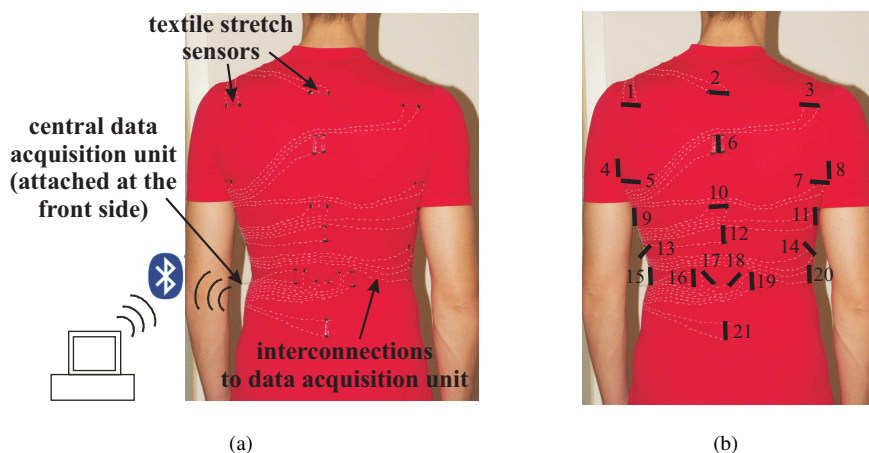 textile stretch
sensors
central data
acquisition unit
(attached at the
front side)
interconnections
to data acquisition unit
(a)
1
2
3
6
4
5
7
8
9
10
11
12
13
14
15
16
17
18
19
20
21
(b)